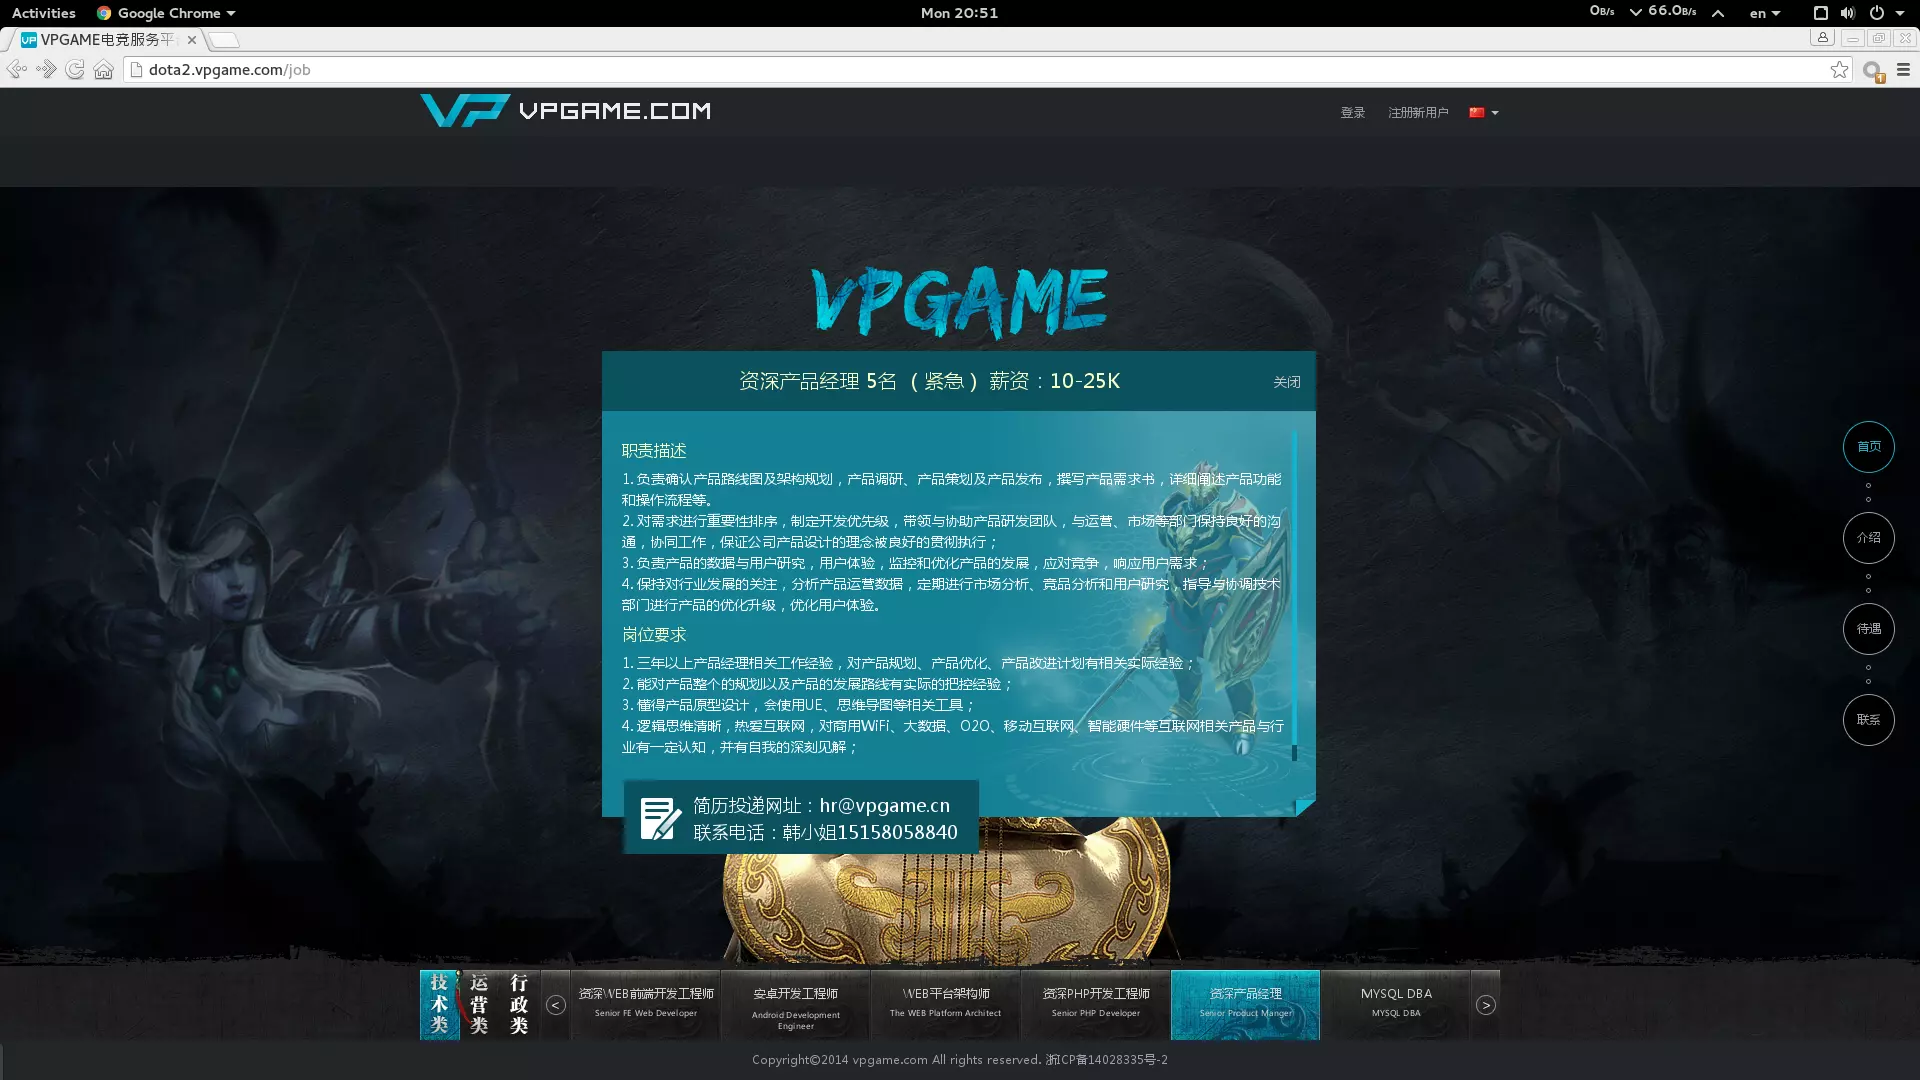 Activities
Google Chrome
Mon 20:51
0B/s
66.0B/s
en
VPGAME电竞服务平
dota2.vpgame.com/job
VP VPGAME.COM
登录
注册新用户
VPGAME
资深产品经理 5名 （紧急）薪资：10-25K
关闭
职责描述
1. 负责确认产品路线图及架构规划，产品调研、产品策划及产品发布，撰写产品需求书，详细阐述产品功能
和操作流程等。
2. 对需求进行重要性排序，制定开发优先级，带领与协助产品研发团队，与运营、市场等部门保持良好的沟
通，协同工作，保证公司产品设计的理念被良好的贯彻执行；
3. 负责产品的数据与用户研究，用户体验，监控和优化产品的发展，应对竞争，响应用户需求；
4. 保持对行业发展的关注，分析产品运营数据，定期进行市场分析、竞品分析和用户研究，指导与协调技术
部门进行产品的优化升级，优化用户体验。
岗位要求
1. 三年以上产品经理相关工作经验，对产品规划、产品优化、产品改进计划有相关实际经验；
2. 能对产品整个的规划以及产品的发展路线有实际的把控经验；
3. 懂得产品原型设计，会使用UE、思维导图等相关工具；
4. 逻辑思维清晰，热爱互联网，对商用WiFi、大数据、O2O、移动互联网、智能硬件等互联网相关产品与行
业有一定认知，并有自我的深刻见解；
简历投递网址：hr@vpgame.cn
联系电话：韩小姐15158058840
首页
介绍
待遇
联系
技术类
运营类
行政类
<
资深WEB前端开发工程师
Senior FE Web Developer
安卓开发工程师
Android Development
Engineer
WEB平台架构师
The WEB Platform Architect
资深PHP开发工程师
Senior PHP Developer
资深产品经理
Senior Product Manger
MYSQL DBA
MYSQL DBA
>
Copyright©2014 vpgame.com All rights reserved. 浙ICP备14028335号-2